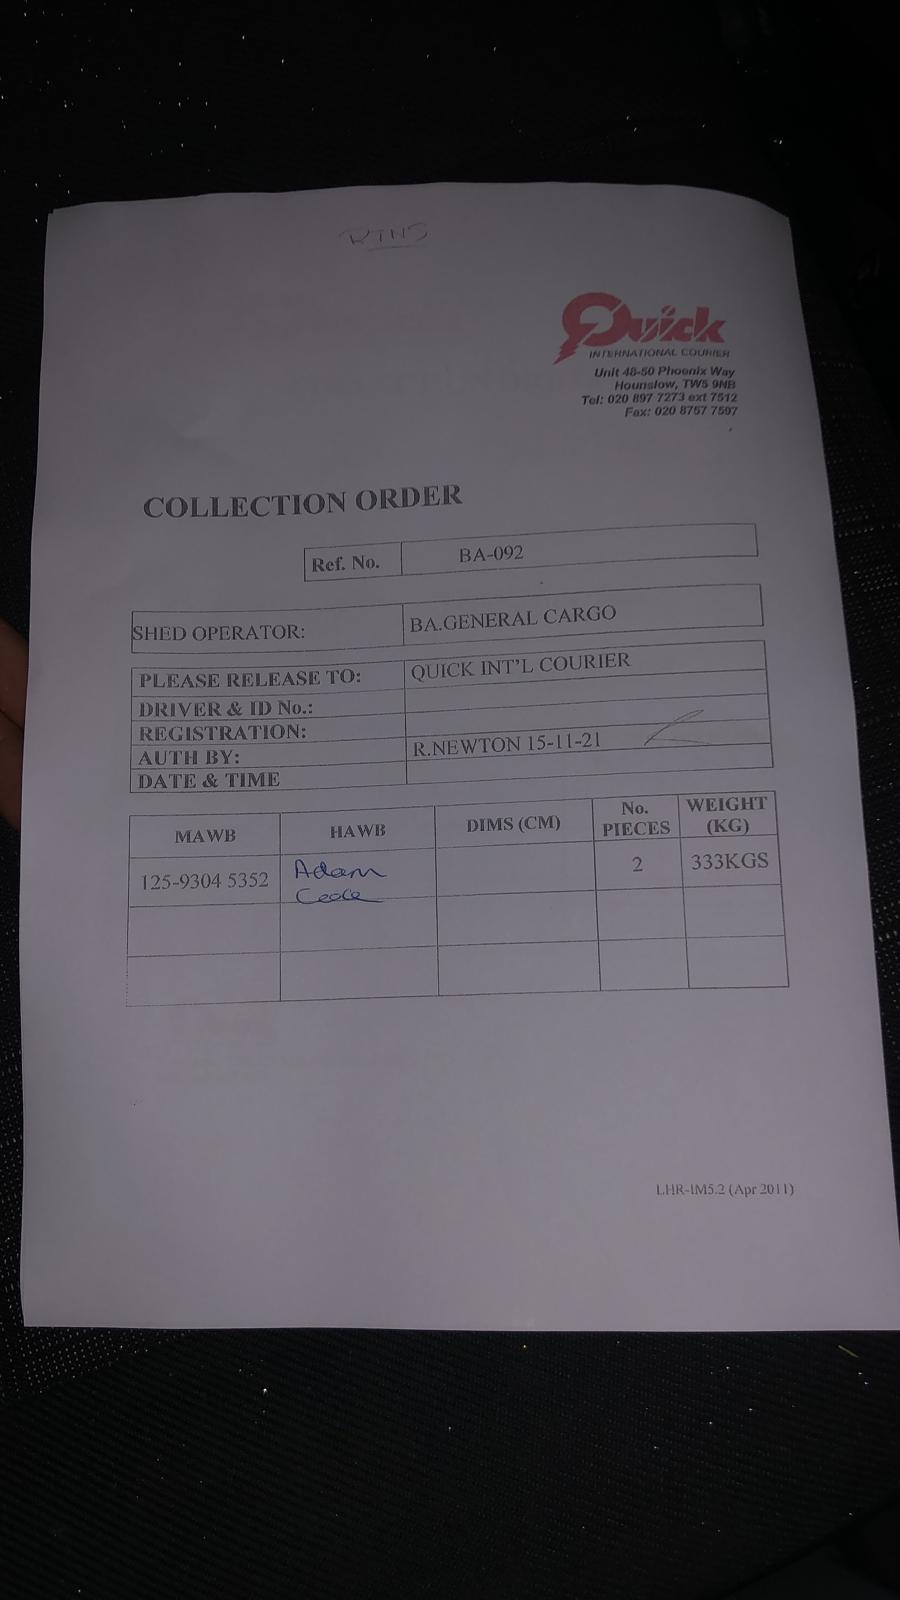 RTNS
Quick
INTERNATIONAL COURIER
Unit 48-50 Phoenix Way
Hounslow, TW5 9NB
Tel: 020 897 7273 ext 7512
Fax: 020 8757 7597
COLLECTION ORDER
Ref. No. BA-092
SHED OPERATOR: BA.GENERAL CARGO
PLEASE RELEASE TO: QUICK INT'L COURIER
DRIVER & ID No.:
REGISTRATION:
AUTH BY: R.NEWTON 15-11-21
DATE & TIME
MAWB HAWB DIMS (CM) No. PIECES WEIGHT (KG)
125-9304 5352 Adam 2 333KGS
LHR-IM5.2 (Apr 2011)